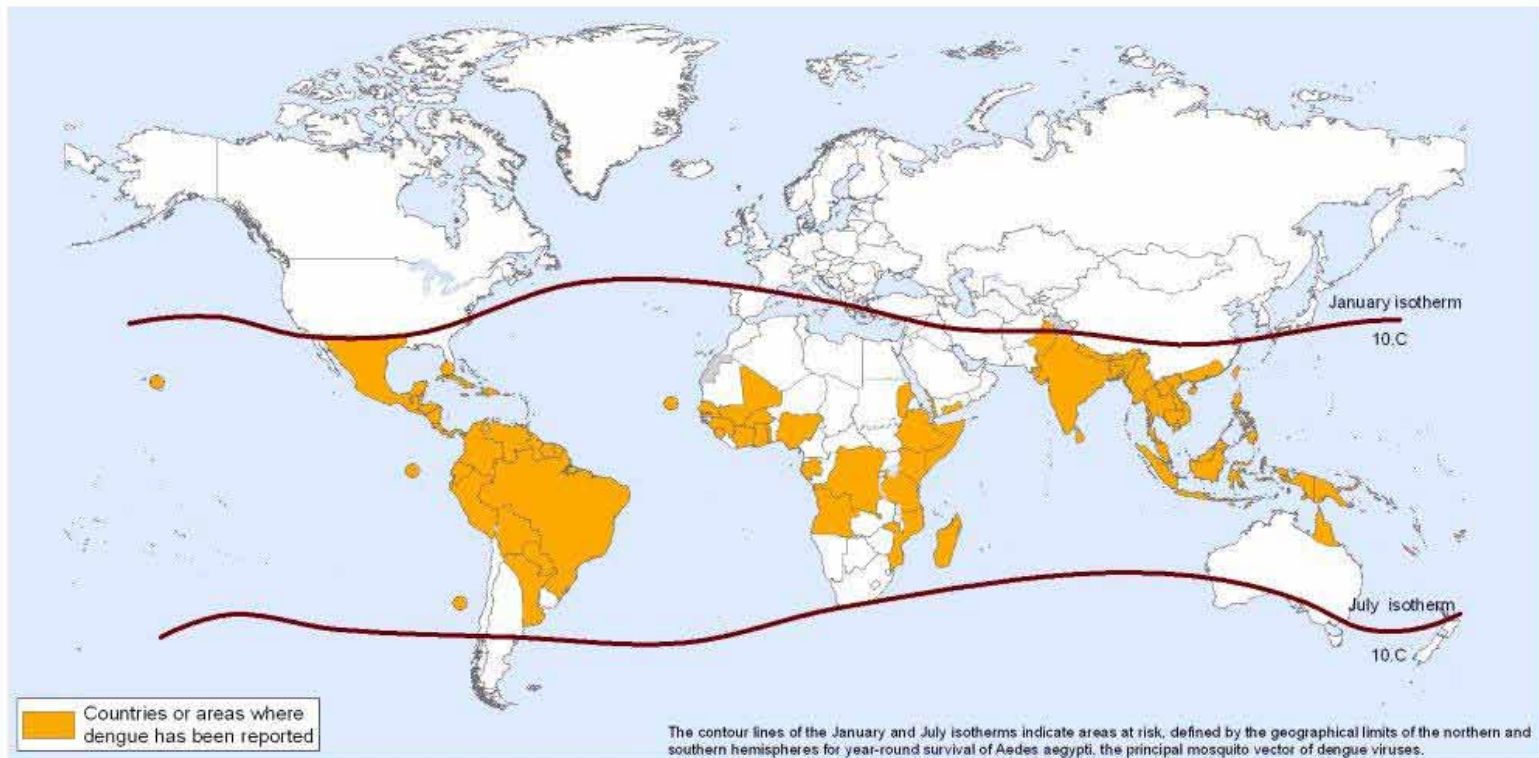 January isotherm
10.C
July isotherm
10.C
Countries or areas where
dengue has been reported
The contour lines of the January and July isotherms indicate areas at risk, defined by the geographical limits of the northern and
southern hemispheres for year-round survival of Aedes aegypti, the principal mosquito vector of dengue viruses.